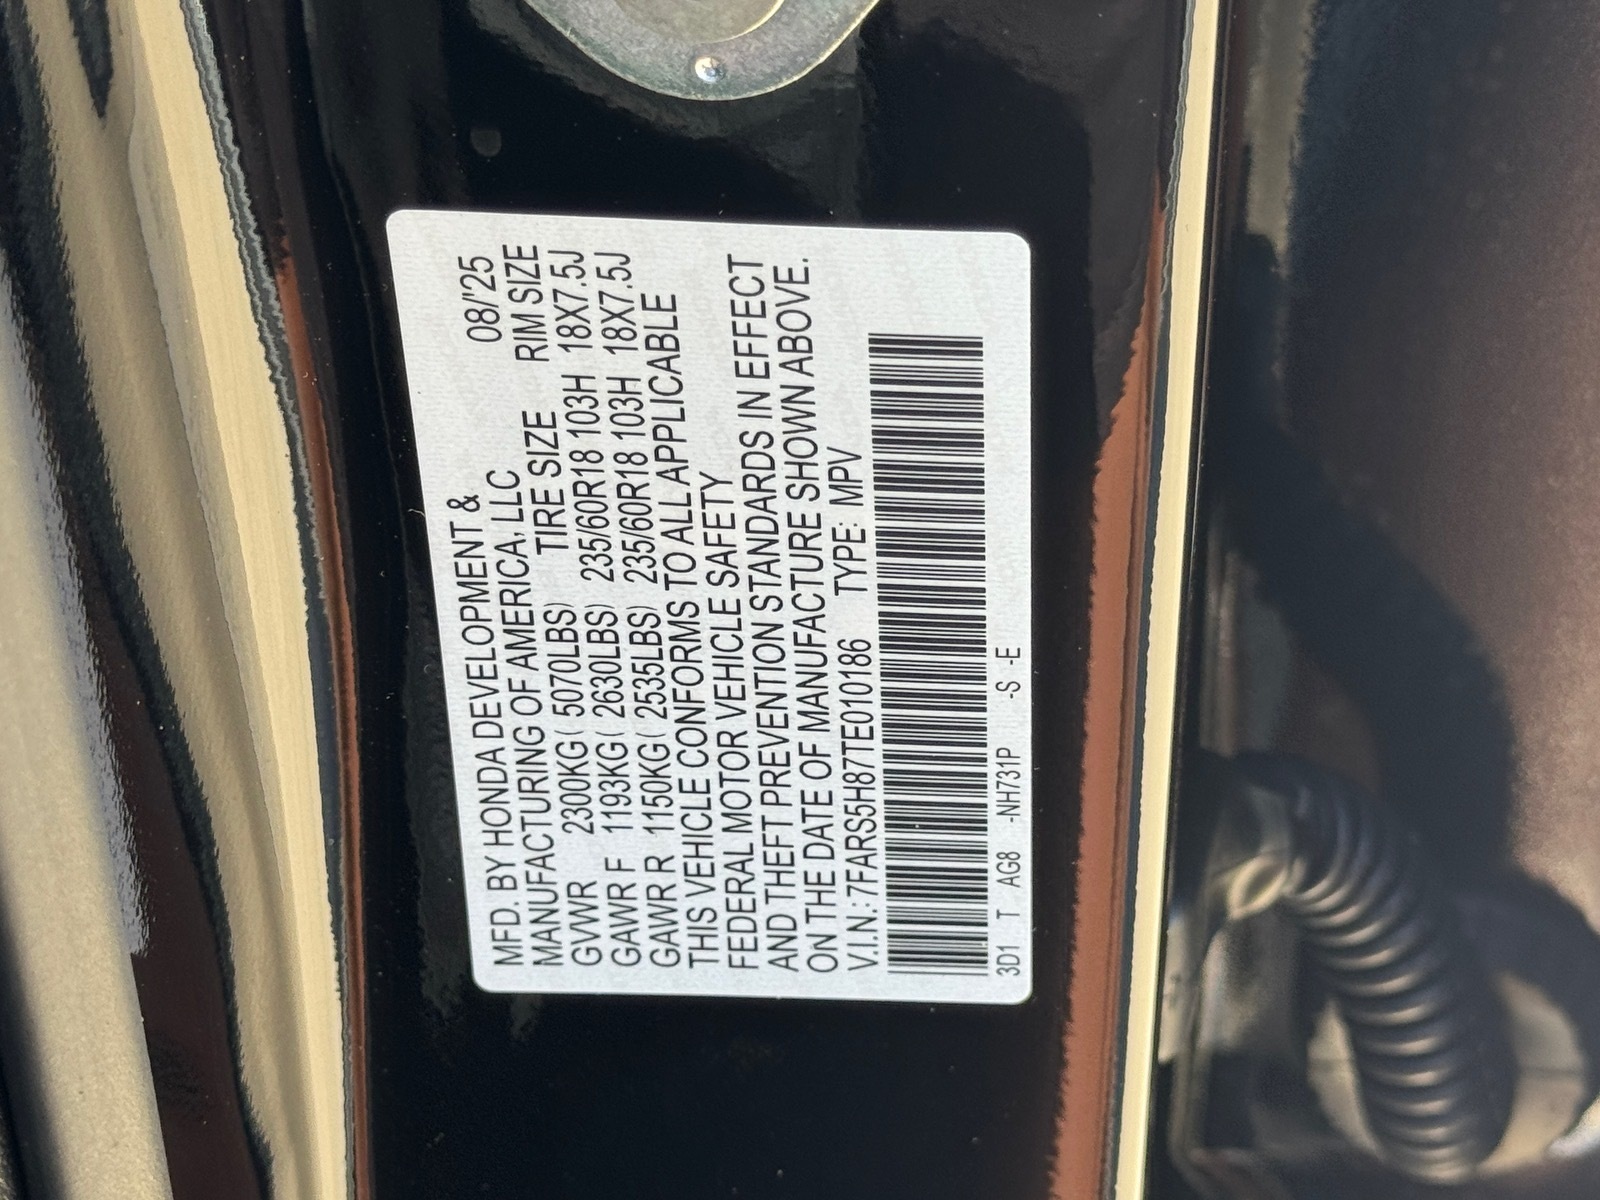 MFD. BY HONDA DEVELOPMENT &
MANUFACTURING OF AMERICA, LLC 08/'25
GVWR 2300KG( 5070LBS) TIRE SIZE RIM SIZE
GAWR F 1193KG( 2630LBS) 235/60R18 103H 18X7.5J
GAWR R 1150KG( 2535LBS) 235/60R18 103H 18X7.5J
THIS VEHICLE CONFORMS TO ALL APPLICABLE
FEDERAL MOTOR VEHICLE SAFETY
AND THEFT PREVENTION STANDARDS IN EFFECT
ON THE DATE OF MANUFACTURE SHOWN ABOVE.
V.I.N.: 7FARS5H87TE010186 TYPE: MPV
3D1 T AG8 -NH731P -S -E